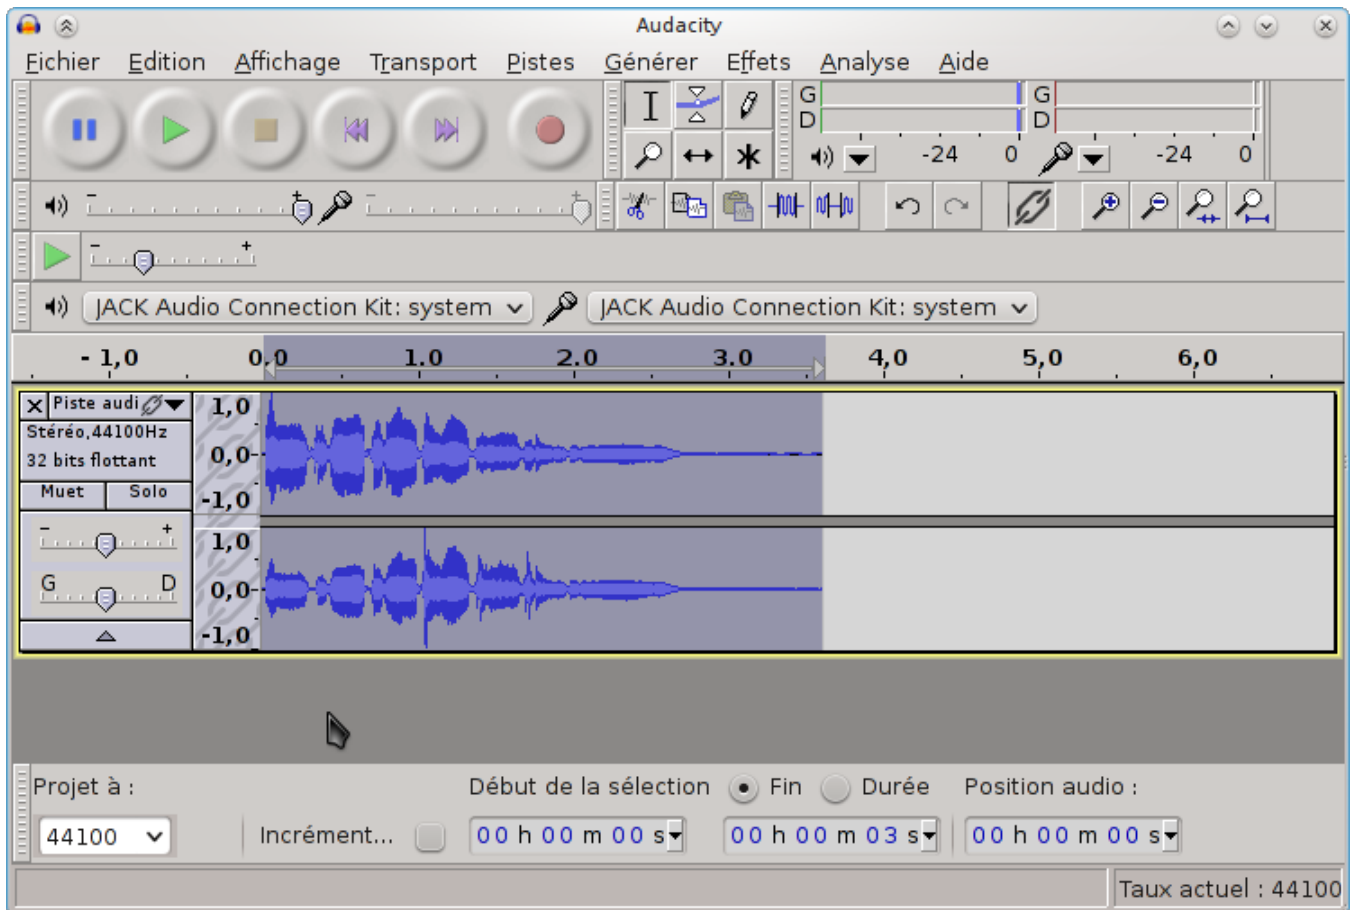 Audacity
Fichier Edition Affichage Transport Pistes Générer Effets Analyse Aide
G G
D D
-24 0 -24 0
- + - +
- +
JACK Audio Connection Kit: system JACK Audio Connection Kit: system
- 1,0 0,0 1.0 2.0 3.0 4,0 5,0 6,0
X Piste audi 1,0
Stéréo,44100Hz
32 bits flottant 0,0-
Muet Solo -1,0
- + 1,0
G D 0,0-
-1,0
Projet à : Début de la sélection Fin Durée Position audio :
44100 Incrément... 00 h 00 m 00 s 00 h 00 m 03 s 00 h 00 m 00 s
Taux actuel : 44100